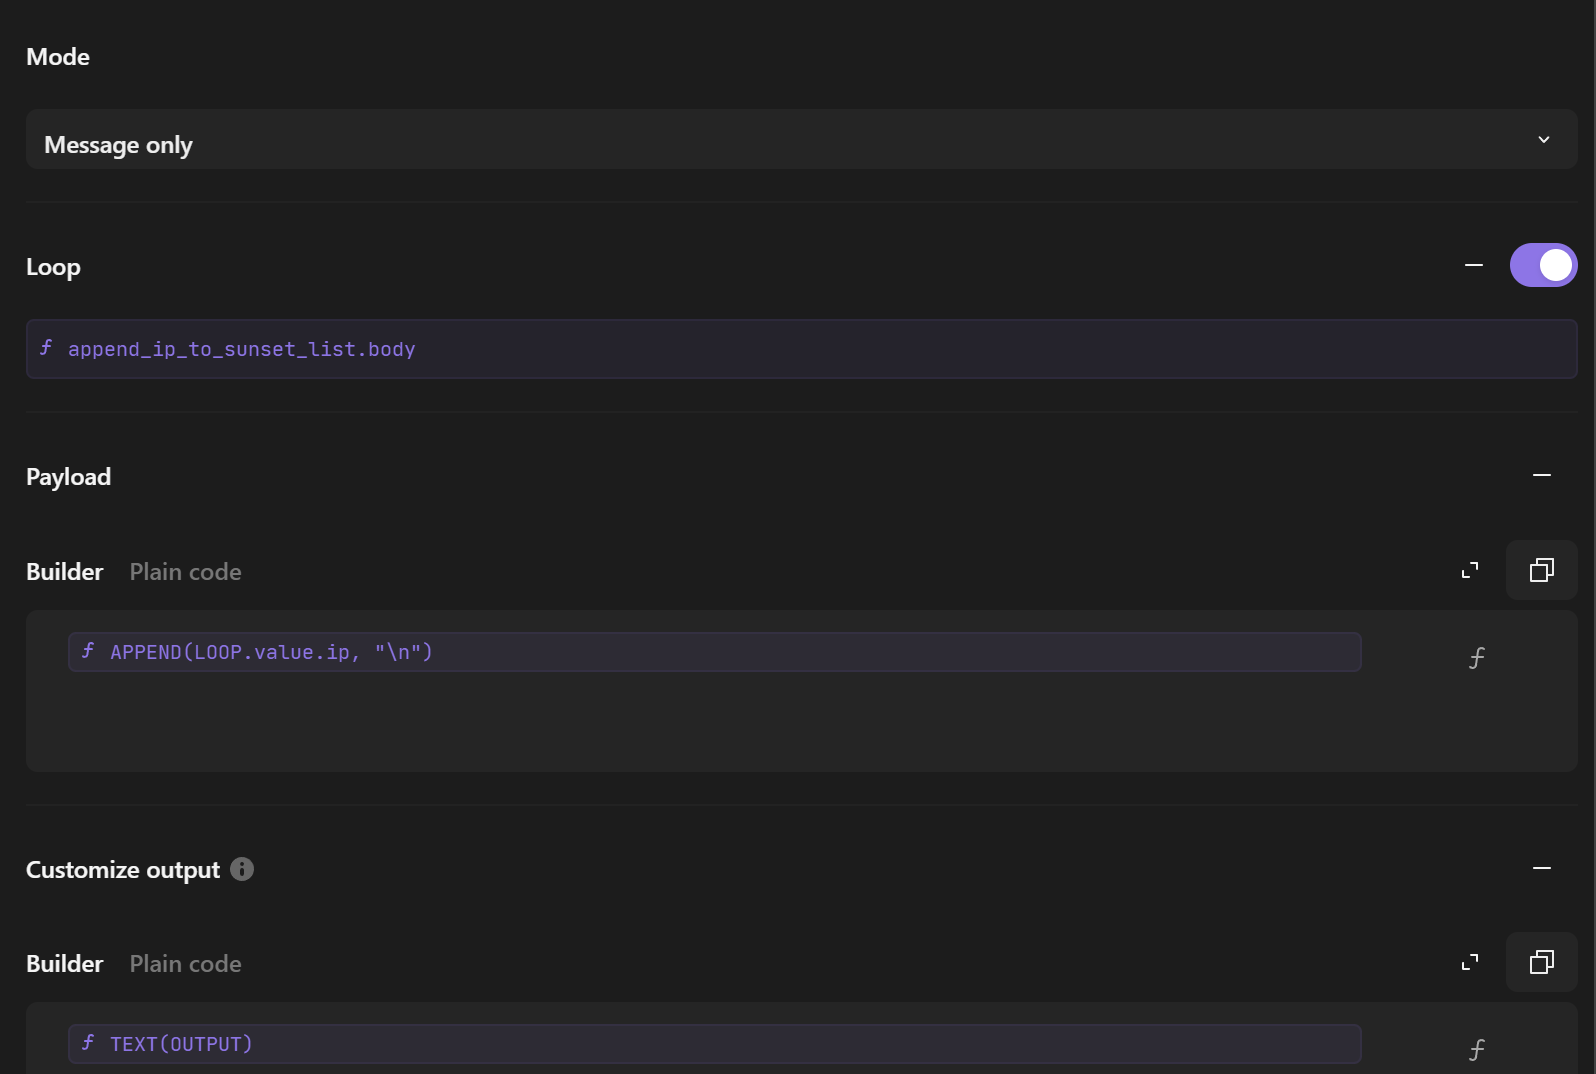 Mode
Message only
Loop
f append_ip_to_sunset_list.body
Payload
Builder Plain code
f APPEND(LOOP.value.ip, "\n") f
Customize output i
Builder Plain code
f TEXT(OUTPUT) f